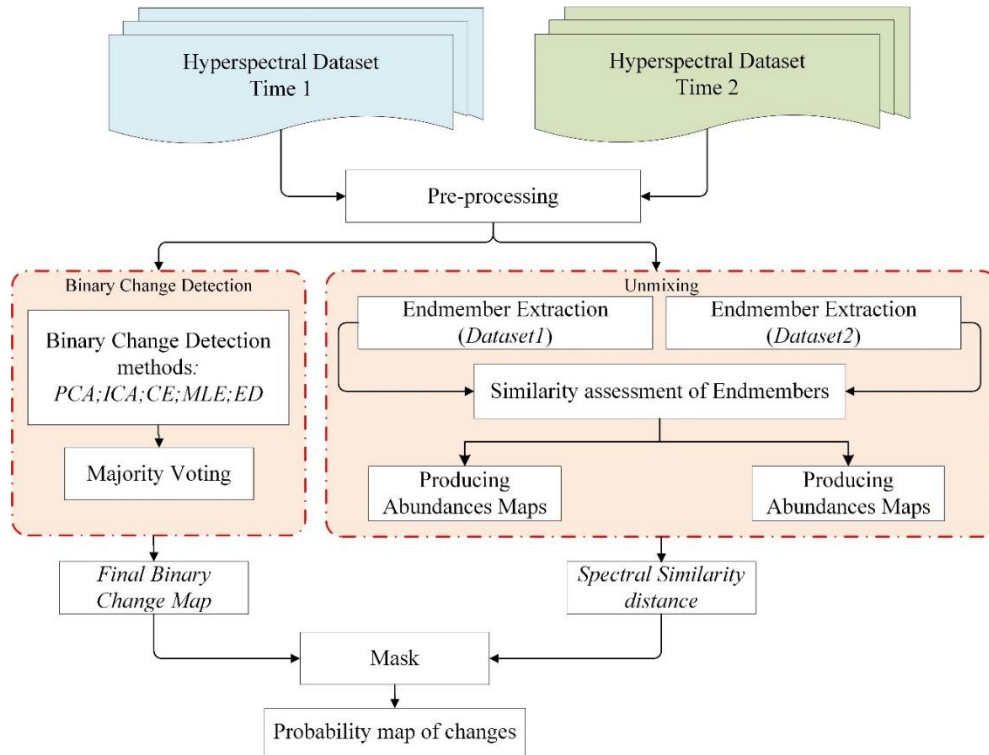 Hyperspectral Dataset
Time 1
Hyperspectral Dataset
Time 2
Pre-processing
Binary Change Detection
Binary Change Detection
methods:
PCA;ICA;CE;MLE;ED
Majority Voting
Unmixing
Endmember Extraction
(Dataset1)
Endmember Extraction
(Dataset2)
Similarity assessment of Endmembers
Producing
Abundances Maps
Producing
Abundances Maps
Final Binary
Change Map
Spectral Similarity
distance
Mask
Probability map of changes